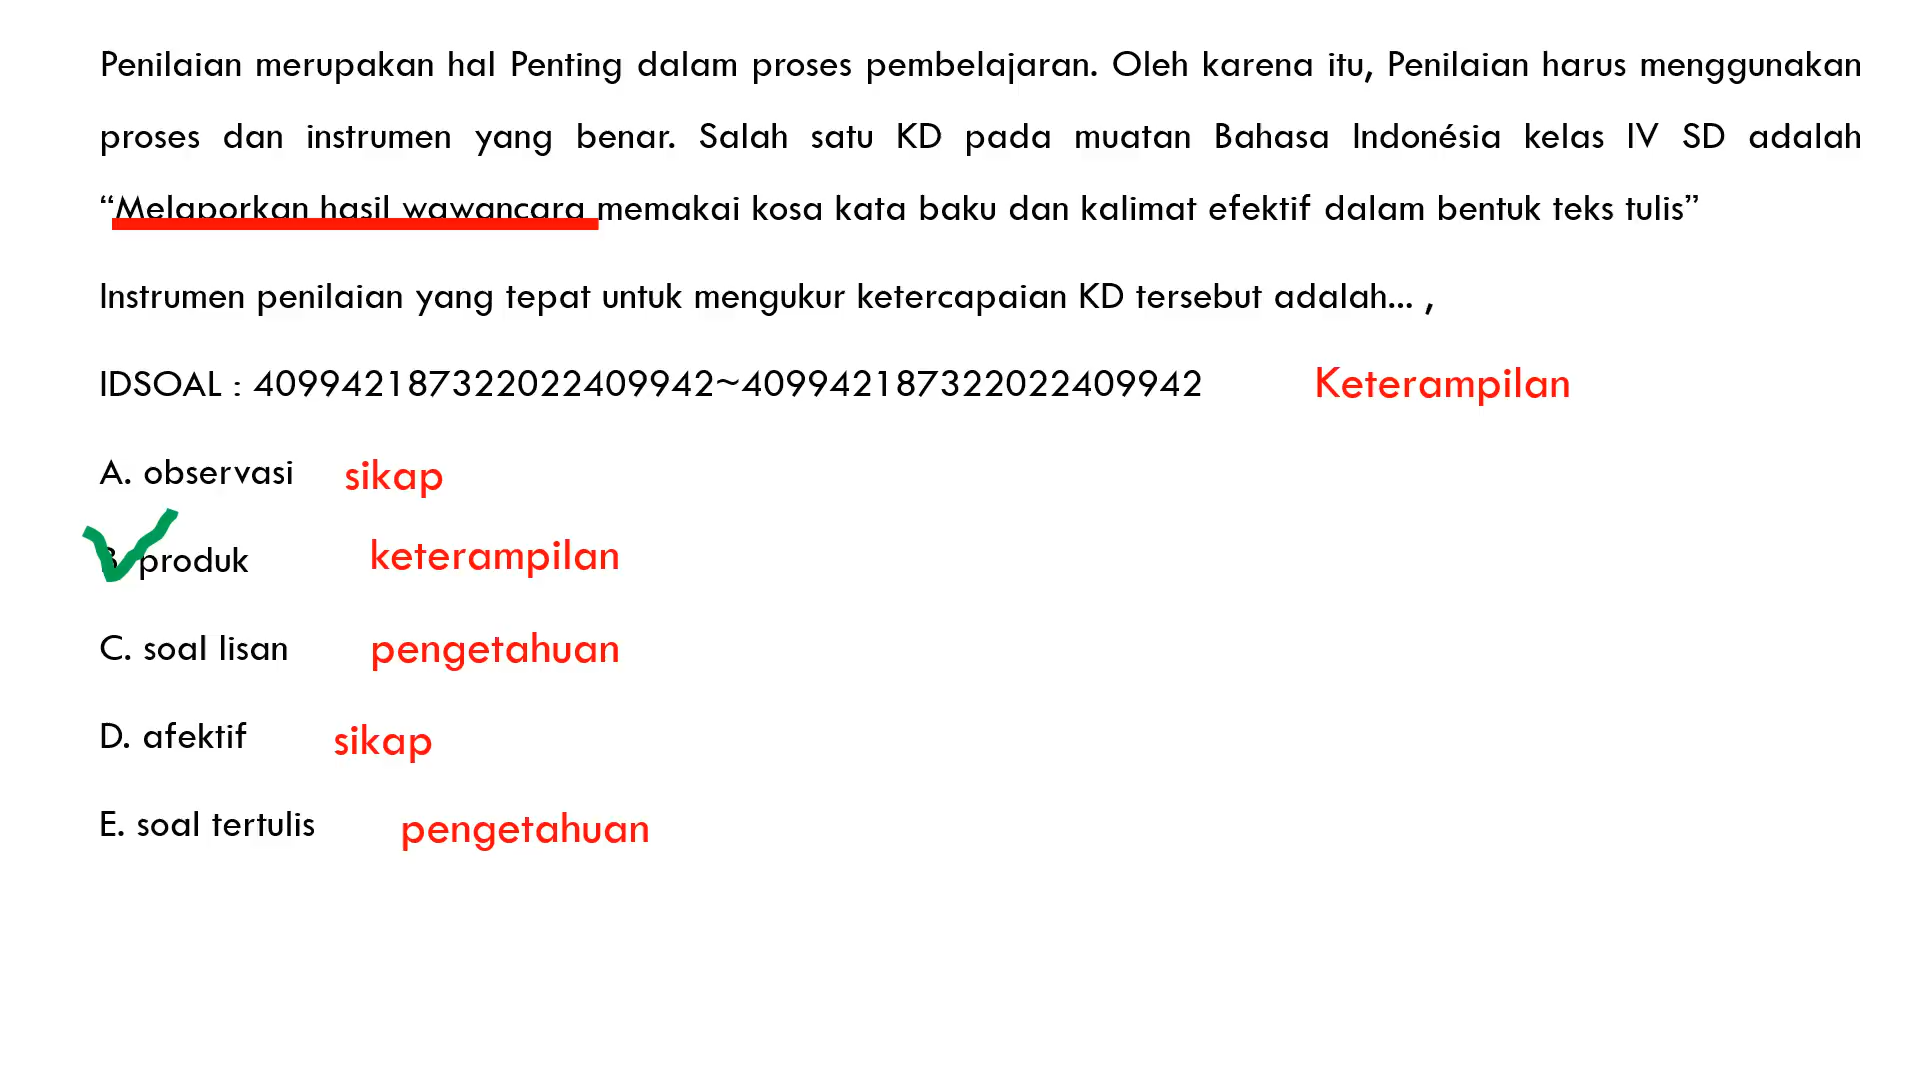 Penilaian merupakan hal Penting dalam proses pembelajaran. Oleh karena itu, Penilaian harus menggunakan
proses dan instrumen yang benar. Salah satu KD pada muatan Bahasa Indonésia kelas IV SD adalah
“Melaporkan hasil wawancara memakai kosa kata baku dan kalimat efektif dalam bentuk teks tulis”
Instrumen penilaian yang tepat untuk mengukur ketercapaian KD tersebut adalah... ,
IDSOAL : 409942187322022409942~409942187322022409942 Keterampilan
A. observasi sikap
B. produk keterampilan
C. soal lisan pengetahuan
D. afektif sikap
E. soal tertulis pengetahuan